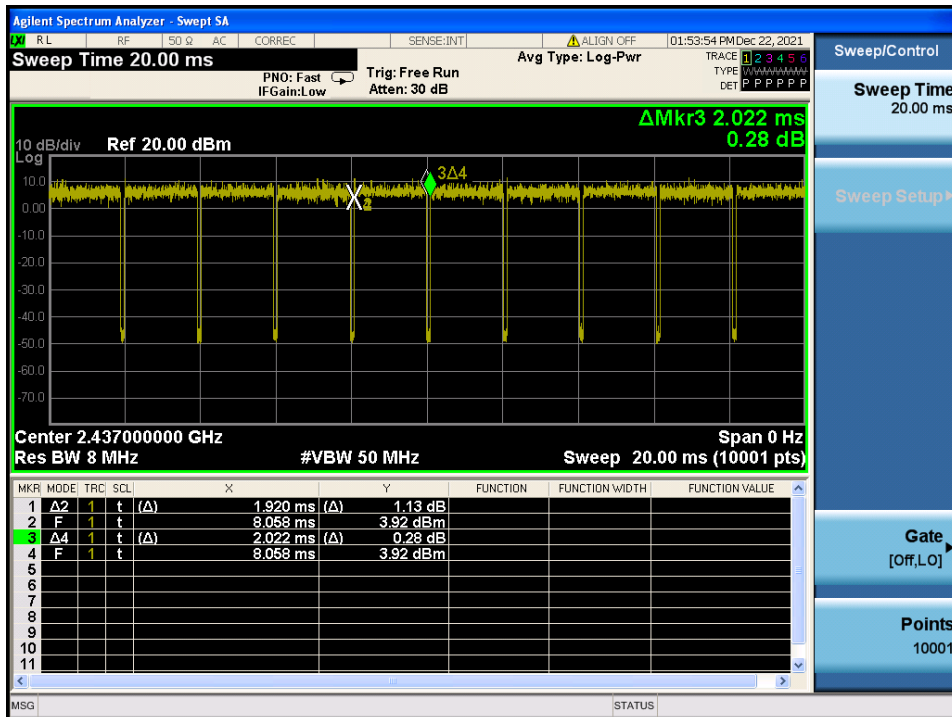 Agilent Spectrum Analyzer - Swept SA
LXI RL RF 50 Ω AC CORREC SENSE:INT ALIGN OFF 01:53:54 PM Dec 22, 2021
Sweep Time 20.00 ms
PNO: Fast
IFGain:Low
Trig: Free Run
Atten: 30 dB
Avg Type: Log-Pwr
TRACE 1 2 3 4 5 6
TYPE
DET P P P P P P
ΔMkr3 2.022 ms
0.28 dB
10 dB/div
Log
Ref 20.00 dBm
10.0
0.00
-10.0
-20.0
-30.0
-40.0
-50.0
-60.0
-70.0
3Δ4
Center 2.437000000 GHz
Span 0 Hz
Res BW 8 MHz
#VBW 50 MHz
Sweep 20.00 ms (10001 pts)
MKR MODE TRC SCL X Y FUNCTION FUNCTION WIDTH FUNCTION VALUE
1 Δ2 1 t (Δ) 1.920 ms (Δ) 1.13 dB
2 F 1 t 8.058 ms 3.92 dBm
3 Δ4 1 t (Δ) 2.022 ms (Δ) 0.28 dB
4 F 1 t 8.058 ms 3.92 dBm
5
6
7
8
9
10
11
MSG
STATUS
Sweep/Control
Sweep Time
20.00 ms
Sweep Setup
Gate
[Off,LO]
Points
10001